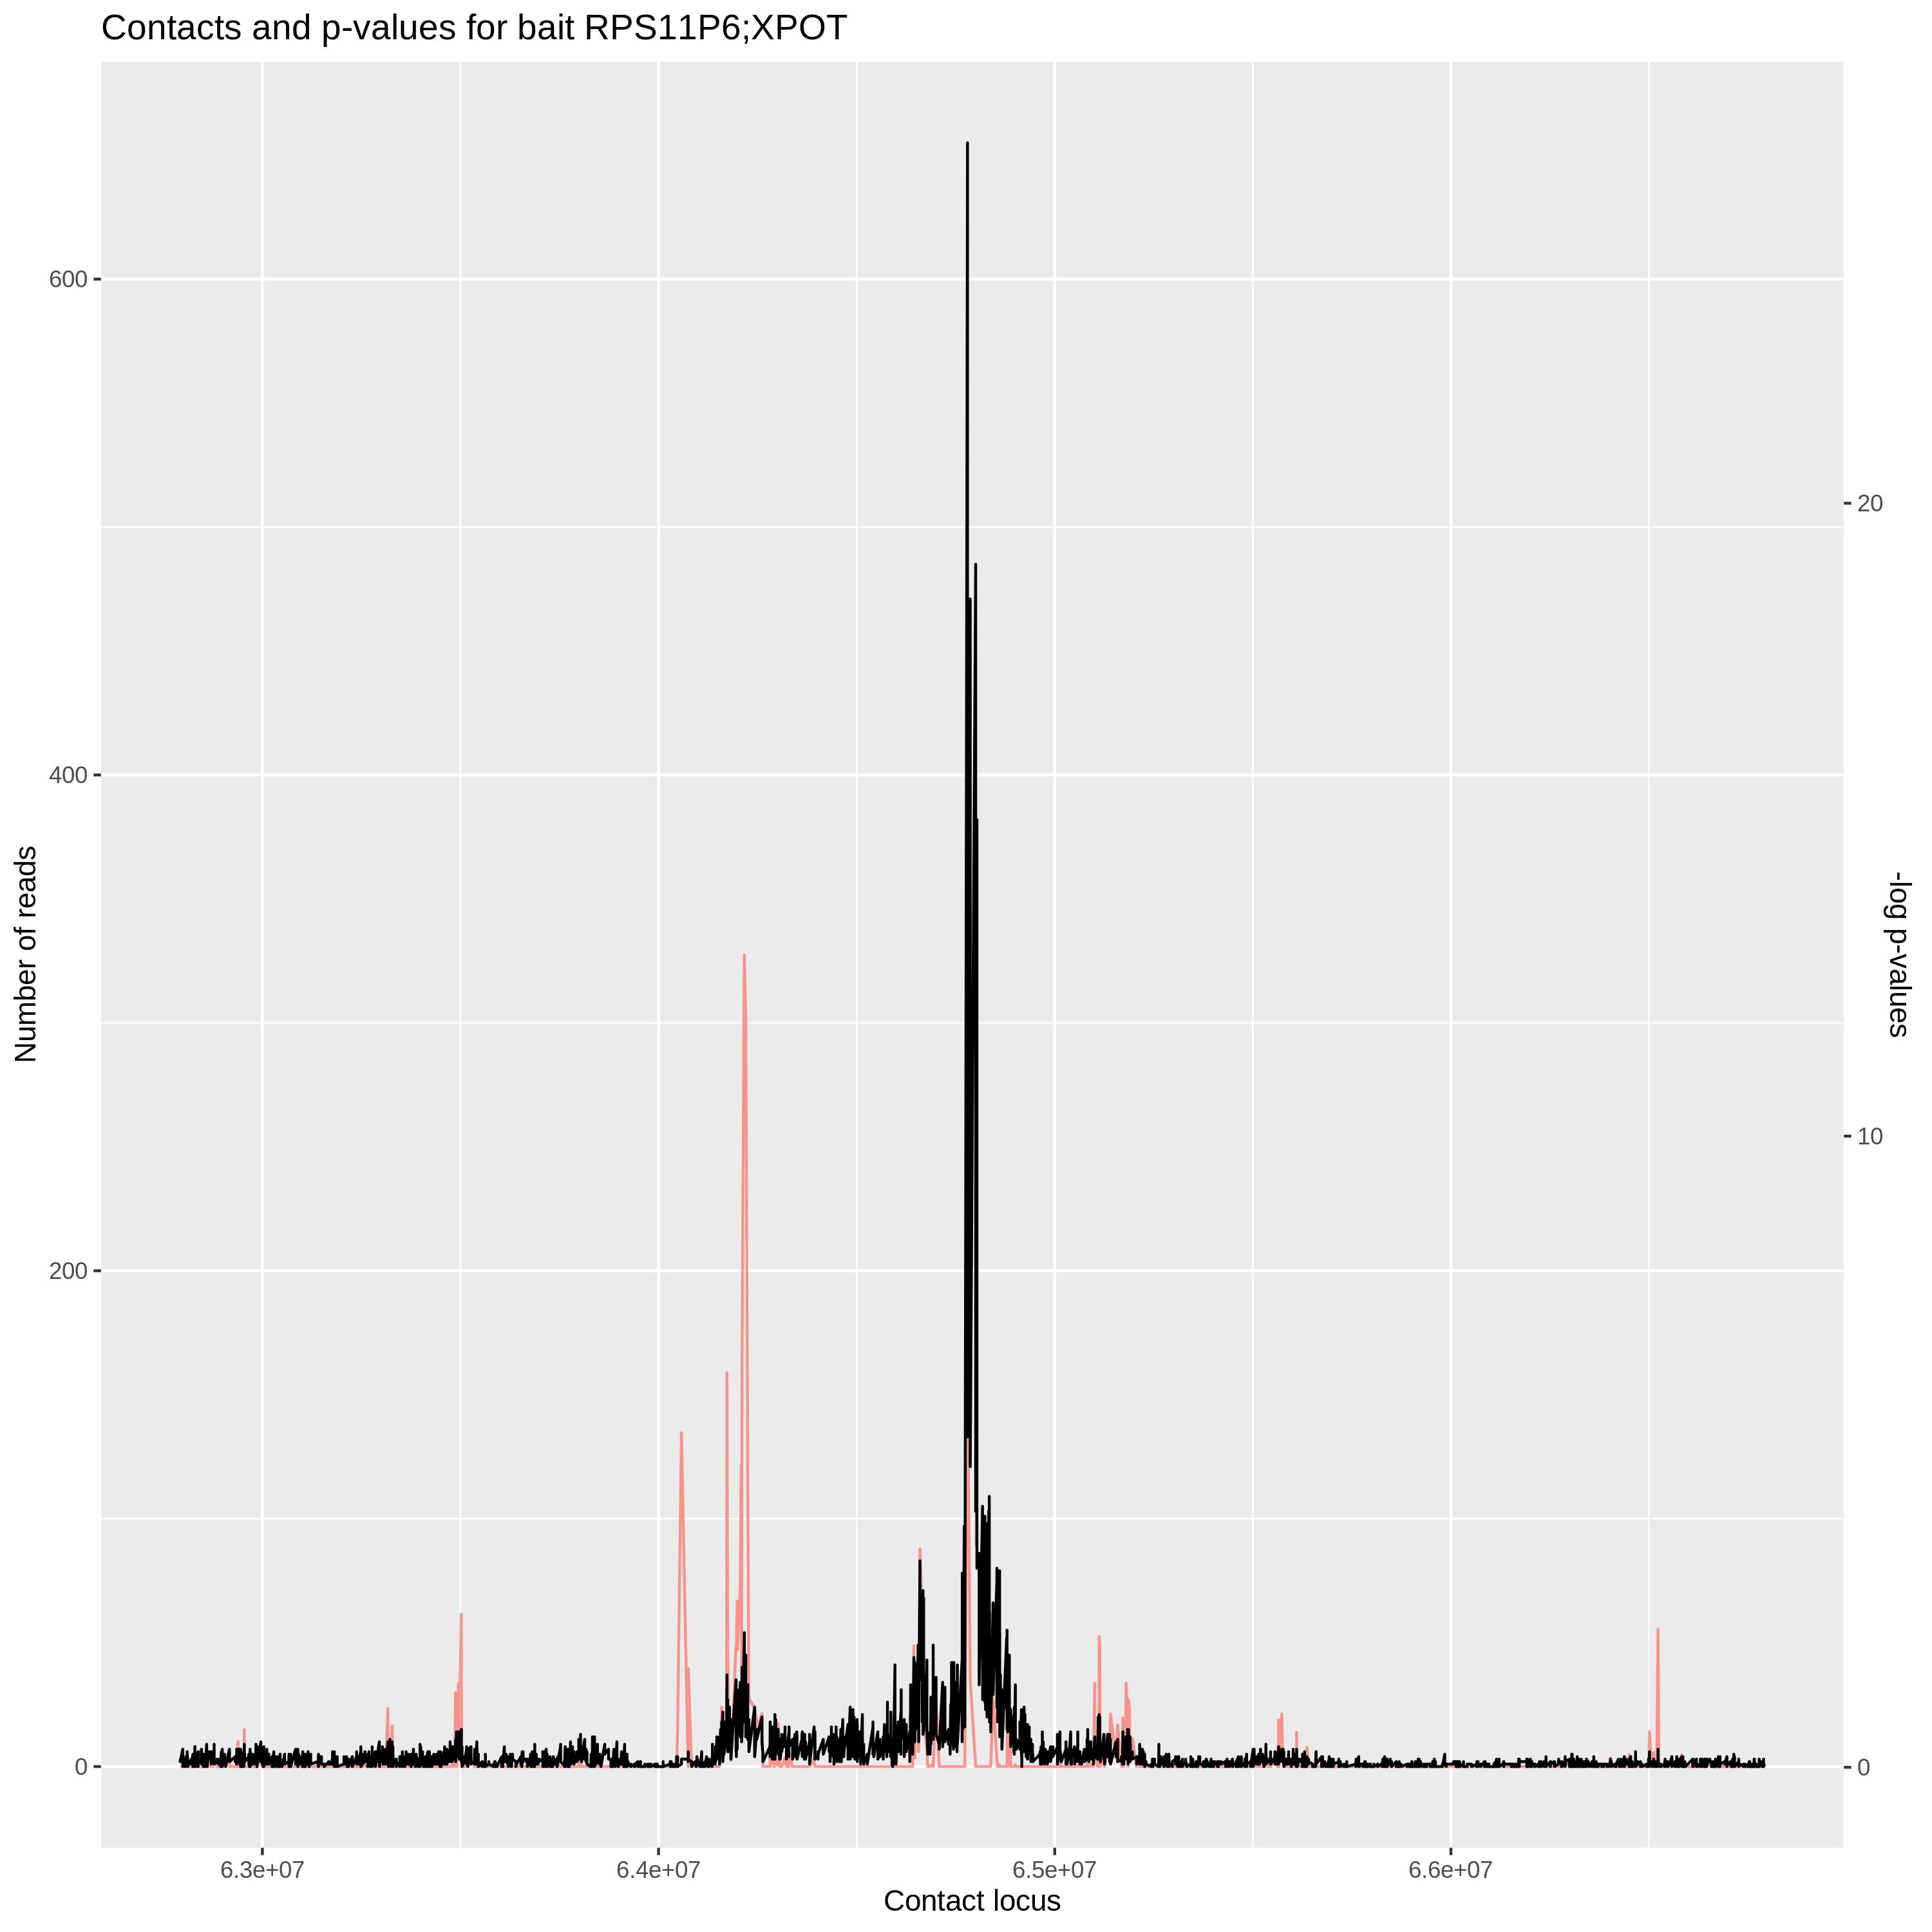 Contacts and p-values for bait RPS11P6;XPOT
600
400
200
0
Number of reads
20
10
0
-log p-values
6.3e+07
6.4e+07
6.5e+07
6.6e+07
Contact locus